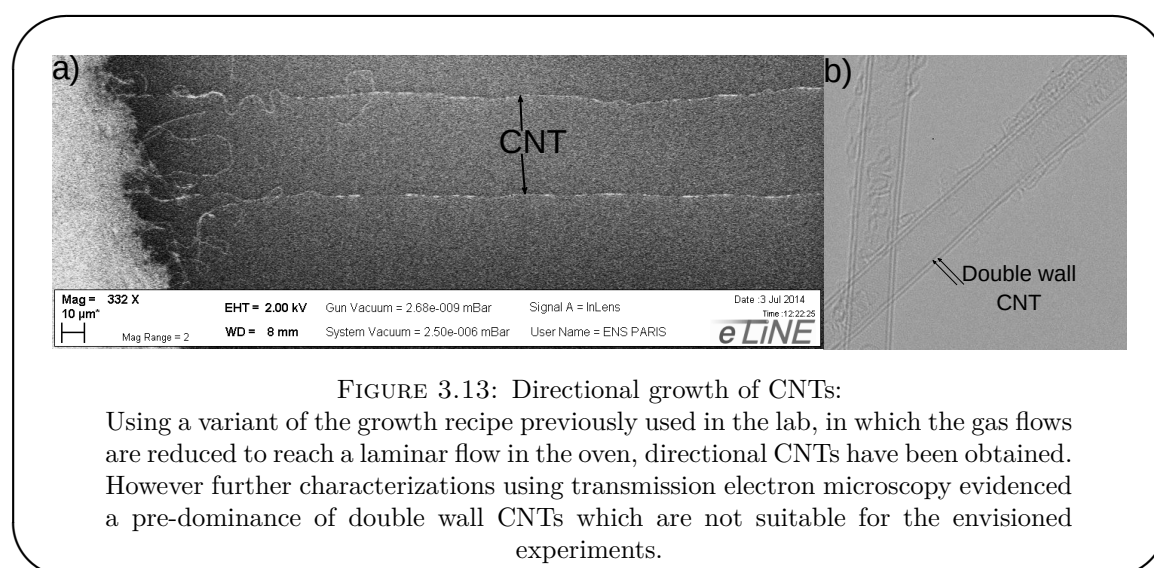 a)
CNT
Mag = 332 X
10 µm*
Mag Range = 2
EHT = 2.00 kV
WD = 8 mm
Gun Vacuum = 2.68e-009 mBar
System Vacuum = 2.50e-006 mBar
Signal A = InLens
User Name = ENS PARIS
Date :3 Jul 2014
Time :12:22:25
e LiNE
b)
Double wall
CNT
FIGURE 3.13: Directional growth of CNTs:
Using a variant of the growth recipe previously used in the lab, in which the gas flows
are reduced to reach a laminar flow in the oven, directional CNTs have been obtained.
However further characterizations using transmission electron microscopy evidenced
a pre-dominance of double wall CNTs which are not suitable for the envisioned
experiments.